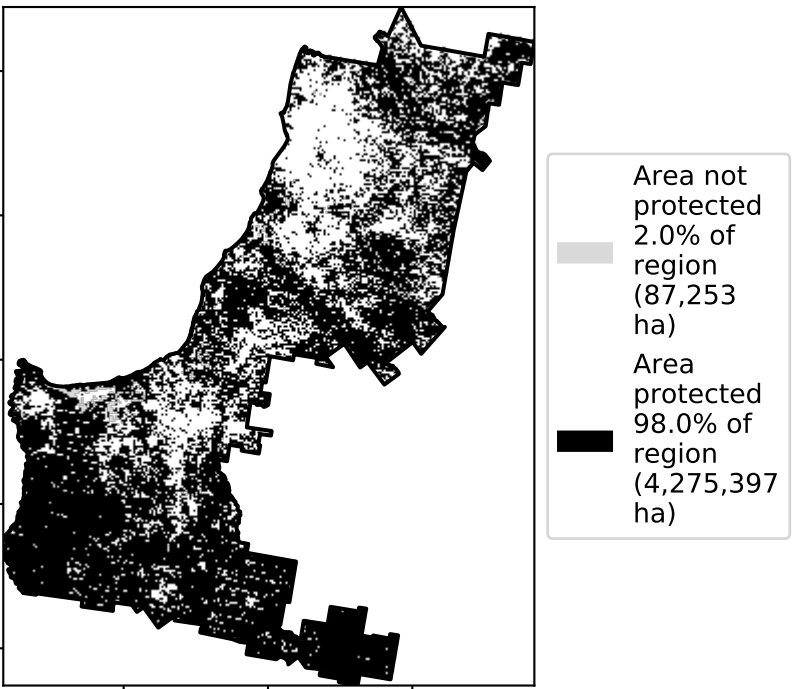 Area not
protected
2.0% of
region
(87,253
ha)
Area
protected
98.0% of
region
(4,275,397
ha)